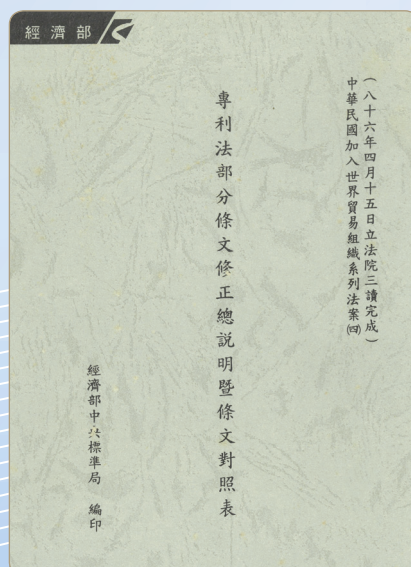 經濟部
(八十六年四月十五日立法院三讀完成)
中華民國加入世界貿易組織系列法案(四)
專利法部分條文修正總說明暨條文對照表
經濟部中央標準局 編印